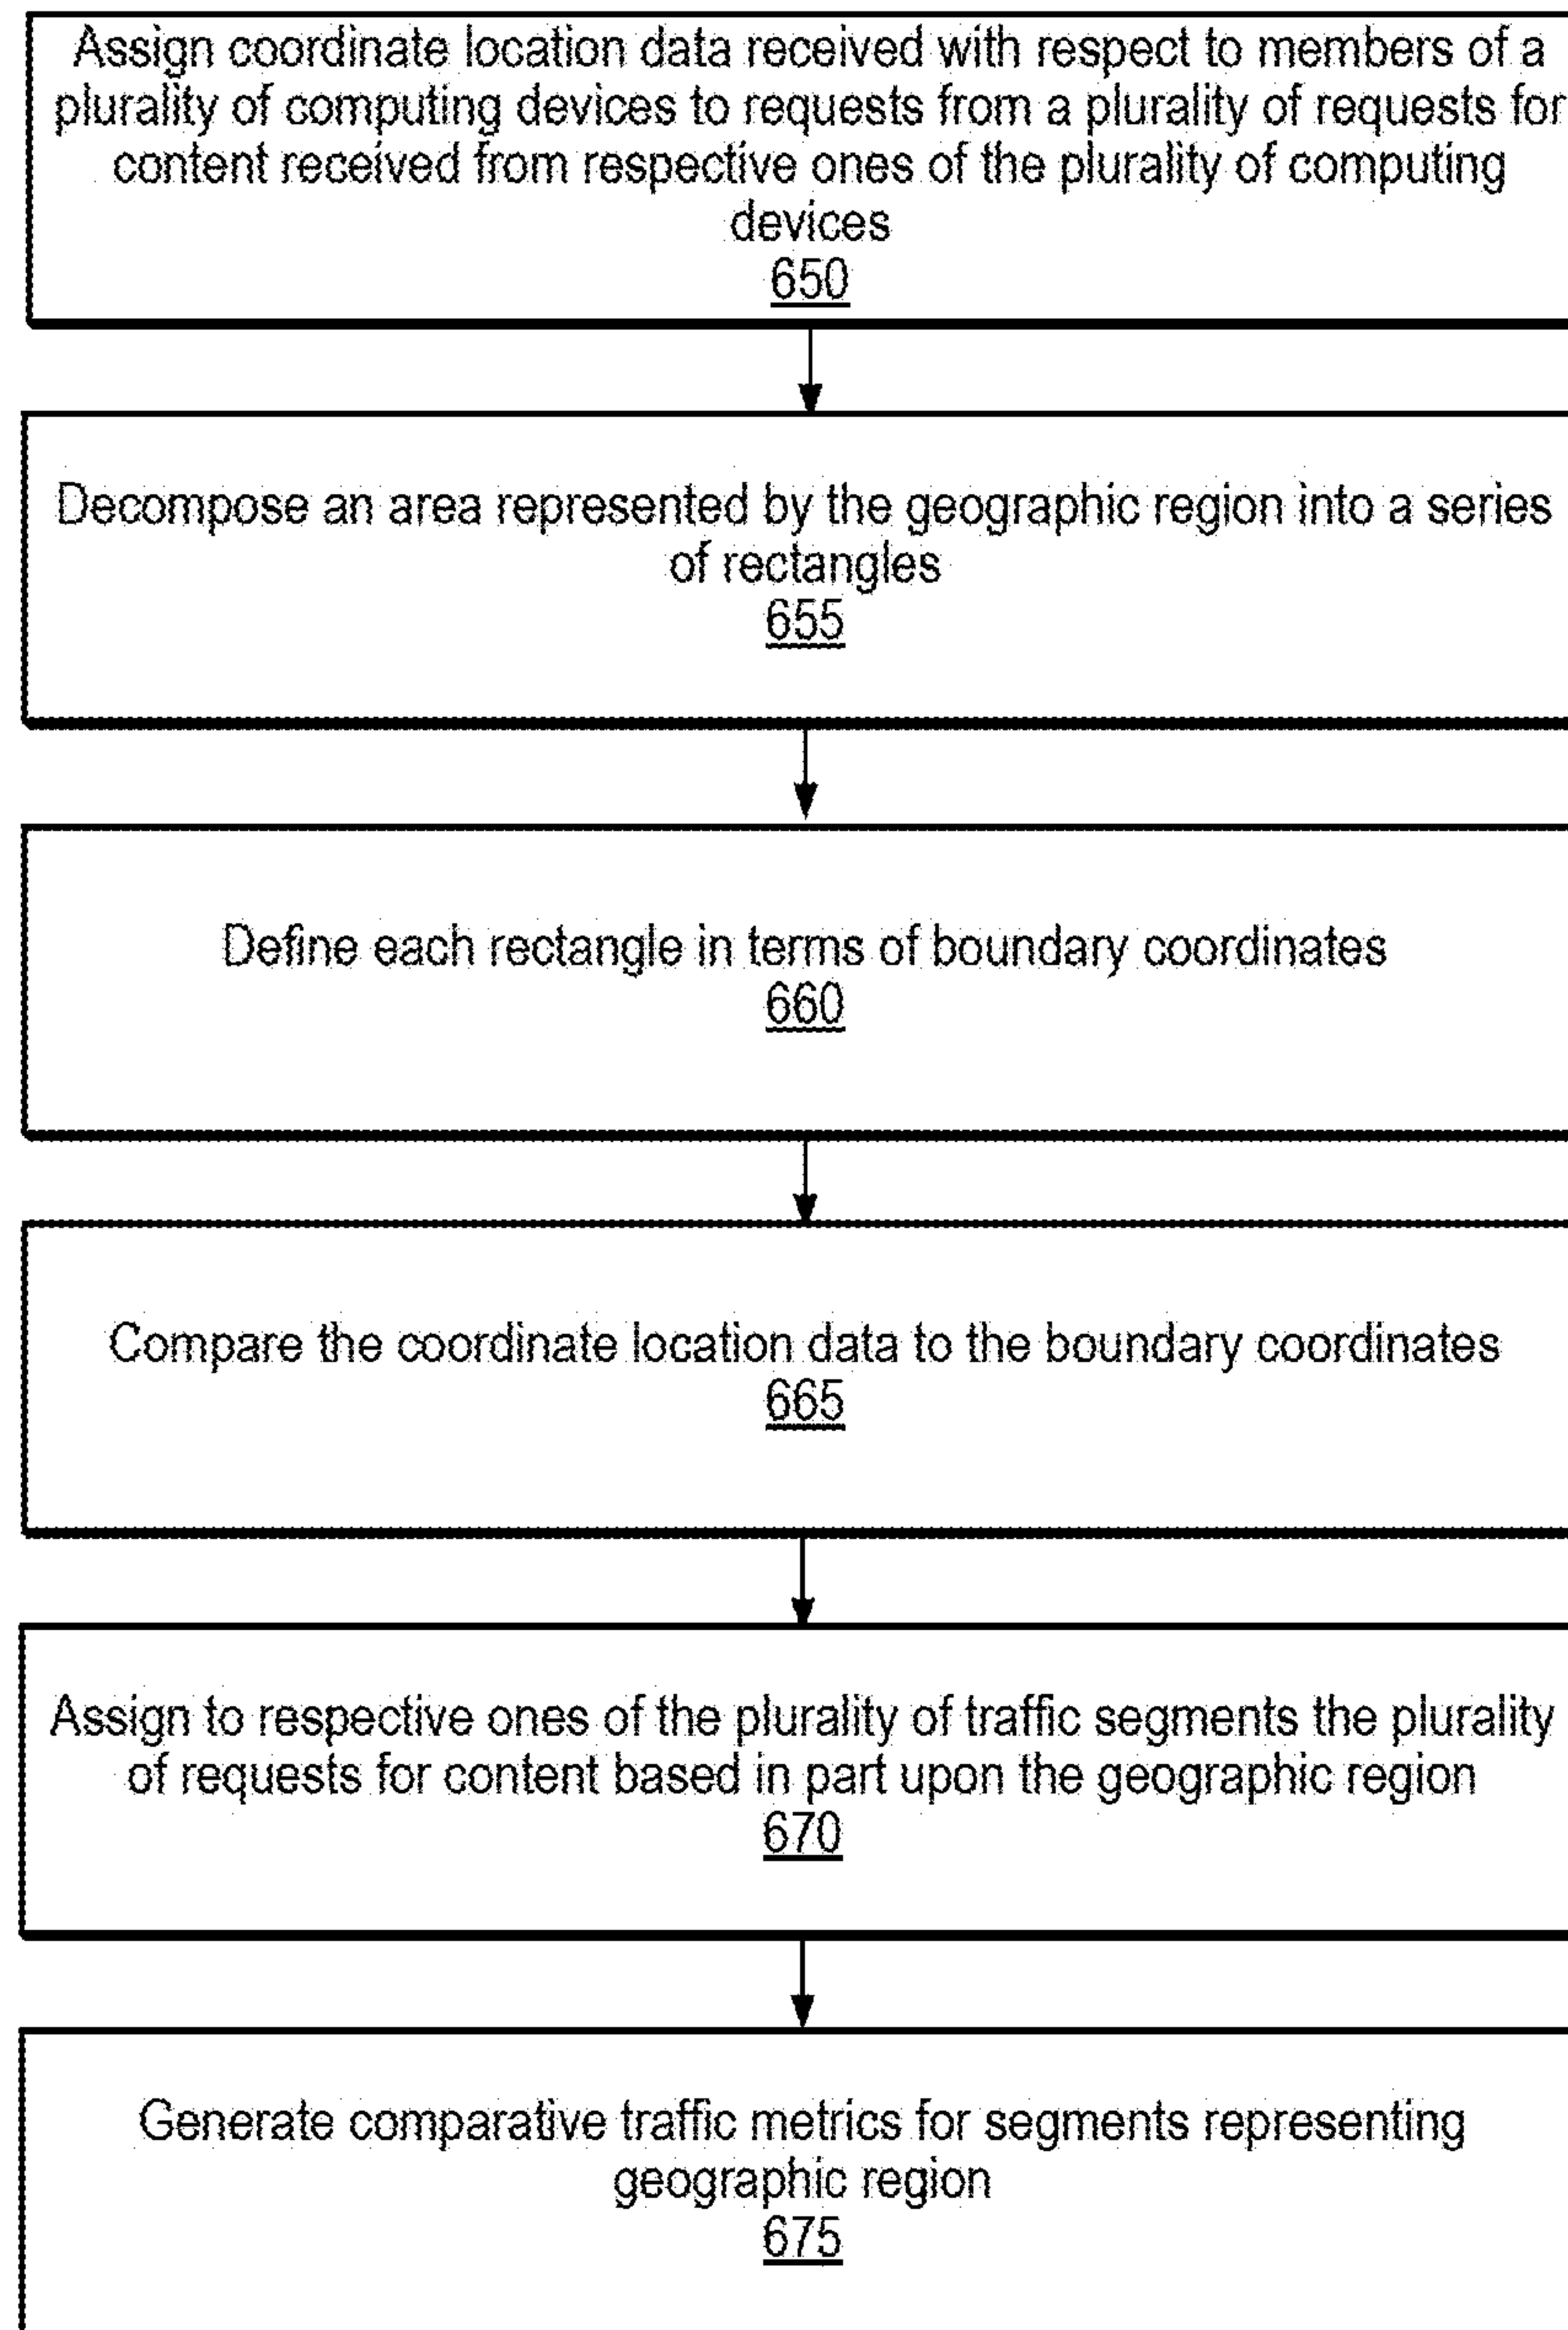 Assign coordinate location data received with respect to members of a
plurality of computing devices to requests from a plurality of requests for
content received from respective ones of the plurality of computing
devices
650
Decompose an area represented by the geographic region into a series
of rectangles
655
Define each rectangle in terms of boundary coordinates
660
Compare the coordinate location data to the boundary coordinates
665
Assign to respective ones of the plurality of traffic segments the plurality
of requests for content based in part upon the geographic region
670
Generate comparative traffic metrics for segments representing
geographic region
675